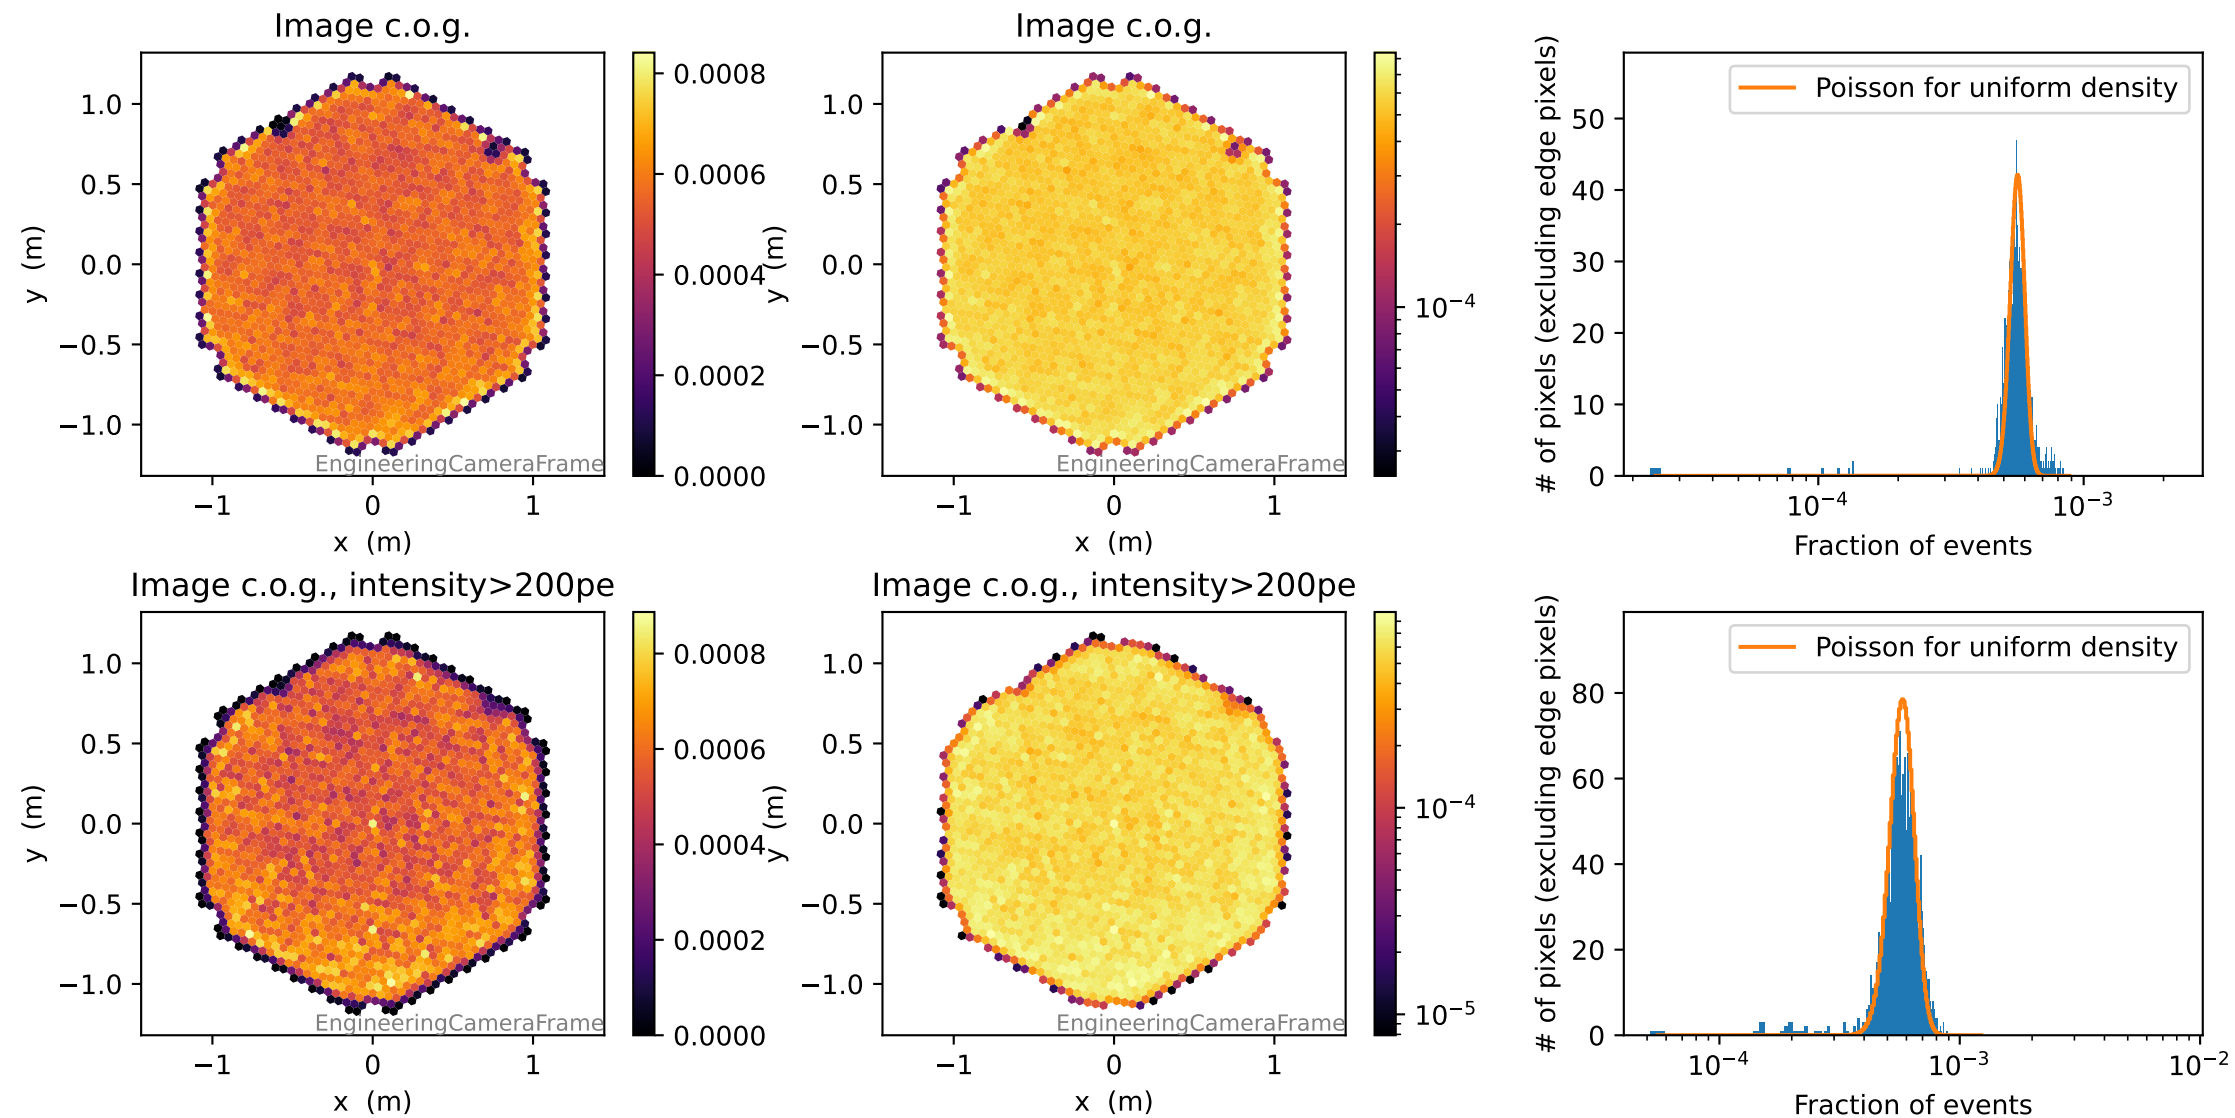 Image c.o.g.
y (m)
1.0
0.5
0.0
−0.5
−1.0
−1
0
1
x (m)
EngineeringCameraFrame
0.0008
0.0006
0.0004
0.0002
0.0000
Image c.o.g.
y (m)
1.0
0.5
0.0
−0.5
−1.0
−1
0
1
x (m)
EngineeringCameraFrame
10⁻⁴
# of pixels (excluding edge pixels)
50
40
30
20
10
0
Poisson for uniform density
10⁻⁴
10⁻³
Fraction of events
Image c.o.g., intensity>200pe
y (m)
1.0
0.5
0.0
−0.5
−1.0
−1
0
1
x (m)
EngineeringCameraFrame
0.0008
0.0006
0.0004
0.0002
0.0000
Image c.o.g., intensity>200pe
y (m)
1.0
0.5
0.0
−0.5
−1.0
−1
0
1
x (m)
EngineeringCameraFrame
10⁻⁴
10⁻⁵
# of pixels (excluding edge pixels)
80
60
40
20
0
Poisson for uniform density
10⁻⁴
10⁻³
10⁻²
Fraction of events